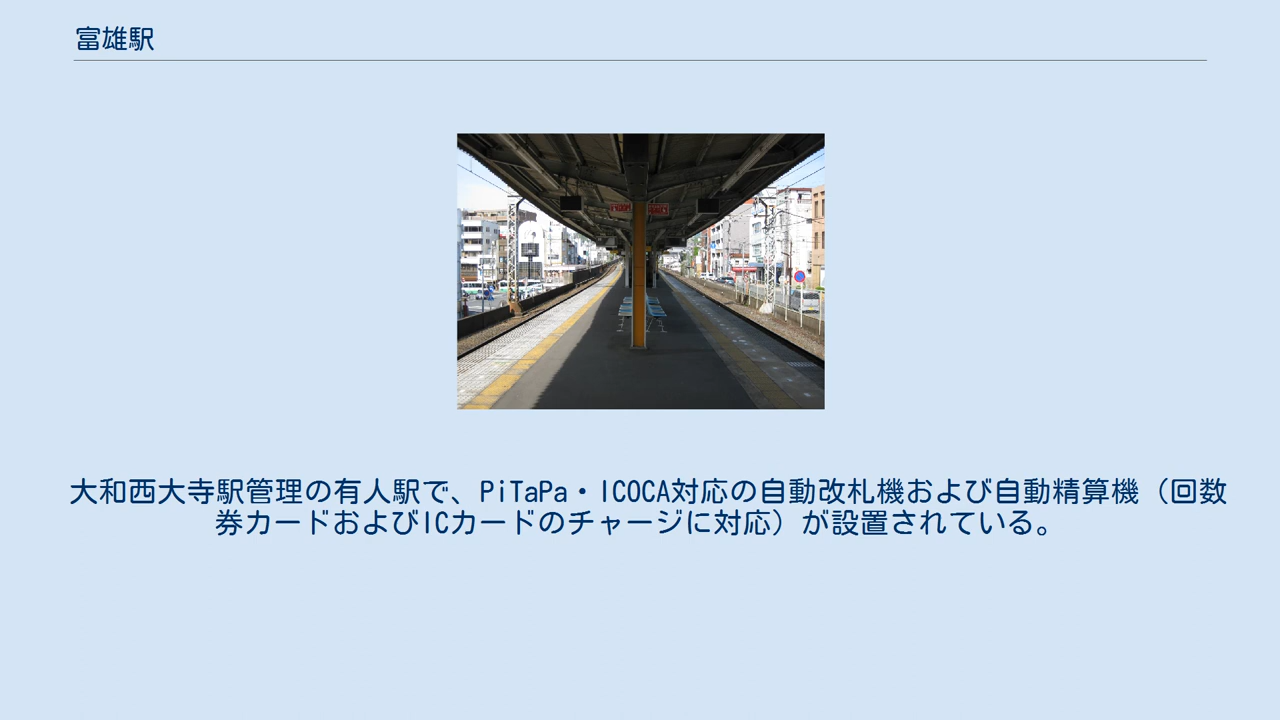 富雄駅
大和西大寺駅管理の有人駅で、PiTaPa・ICOCA対応の自動改札機および自動精算機（回数
券カードおよびICカードのチャージに対応）が設置されている。